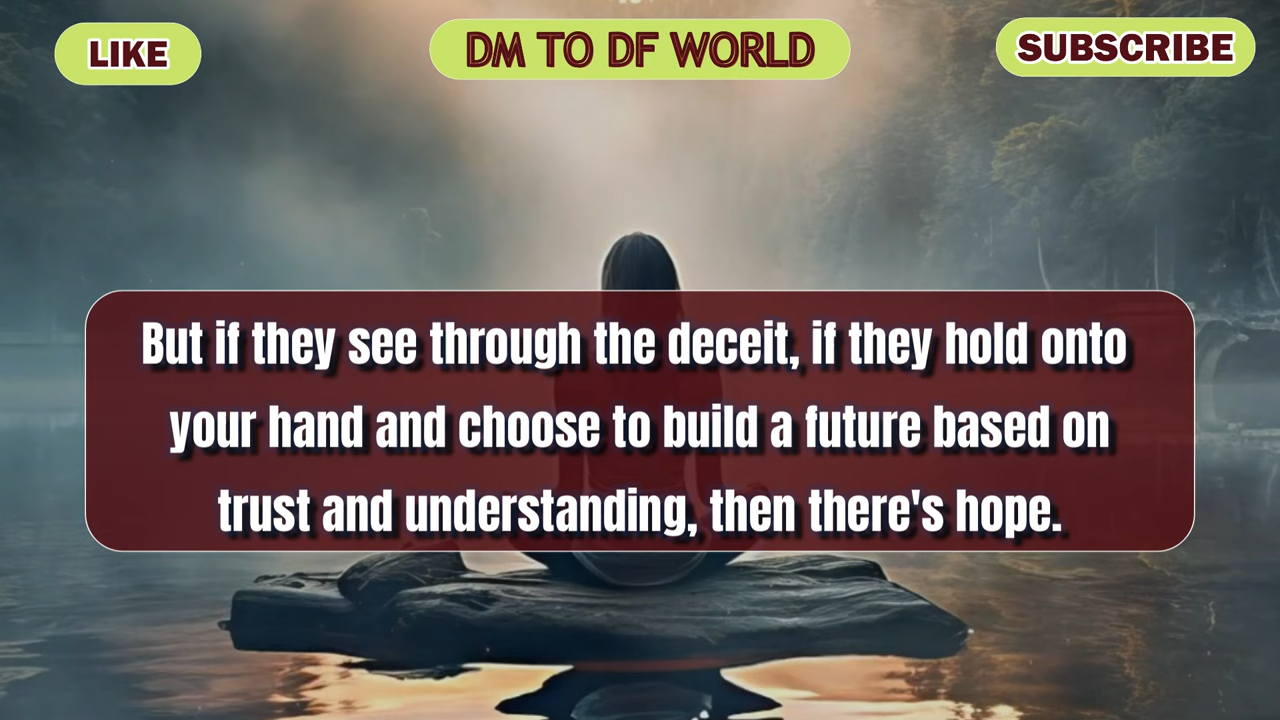 LIKE
DM TO DF WORLD
SUBSCRIBE
But if they see through the deceit, if they hold onto
your hand and choose to build a future based on
trust and understanding, then there's hope.